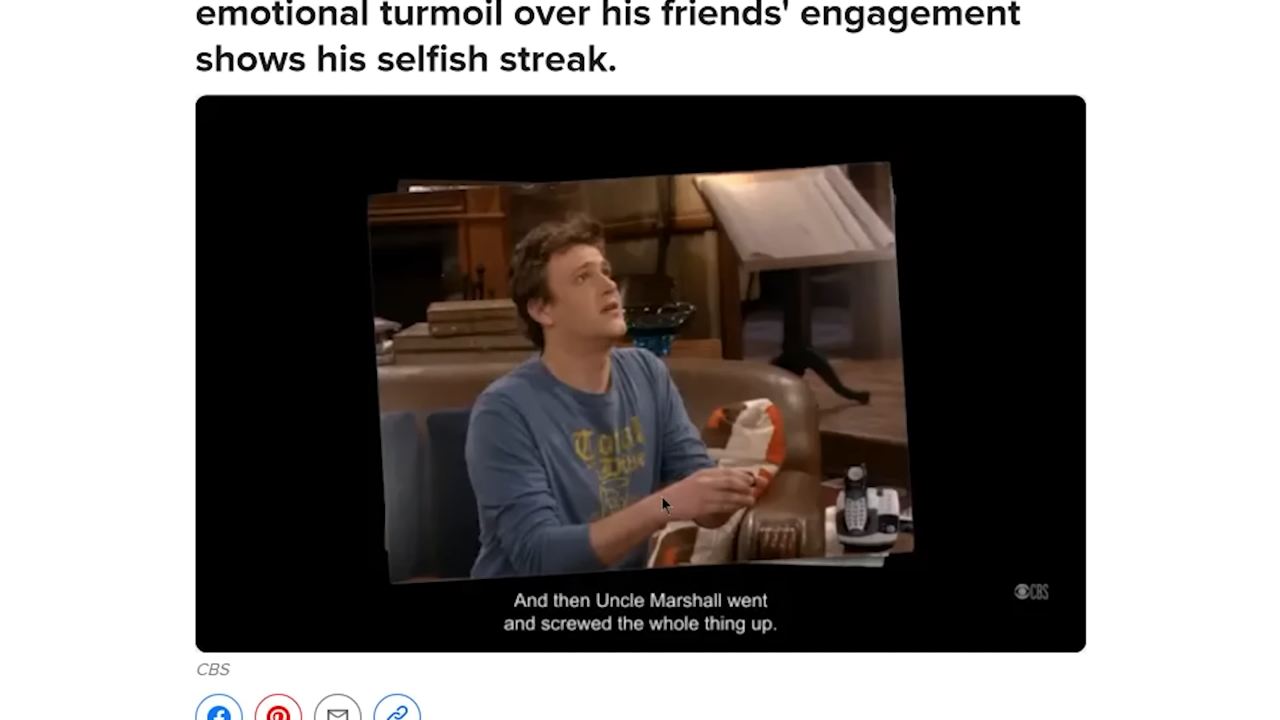 emotional turmoil over his friends' engagement
shows his selfish streak.
And then Uncle Marshall went
and screwed the whole thing up.
CBS
CBS